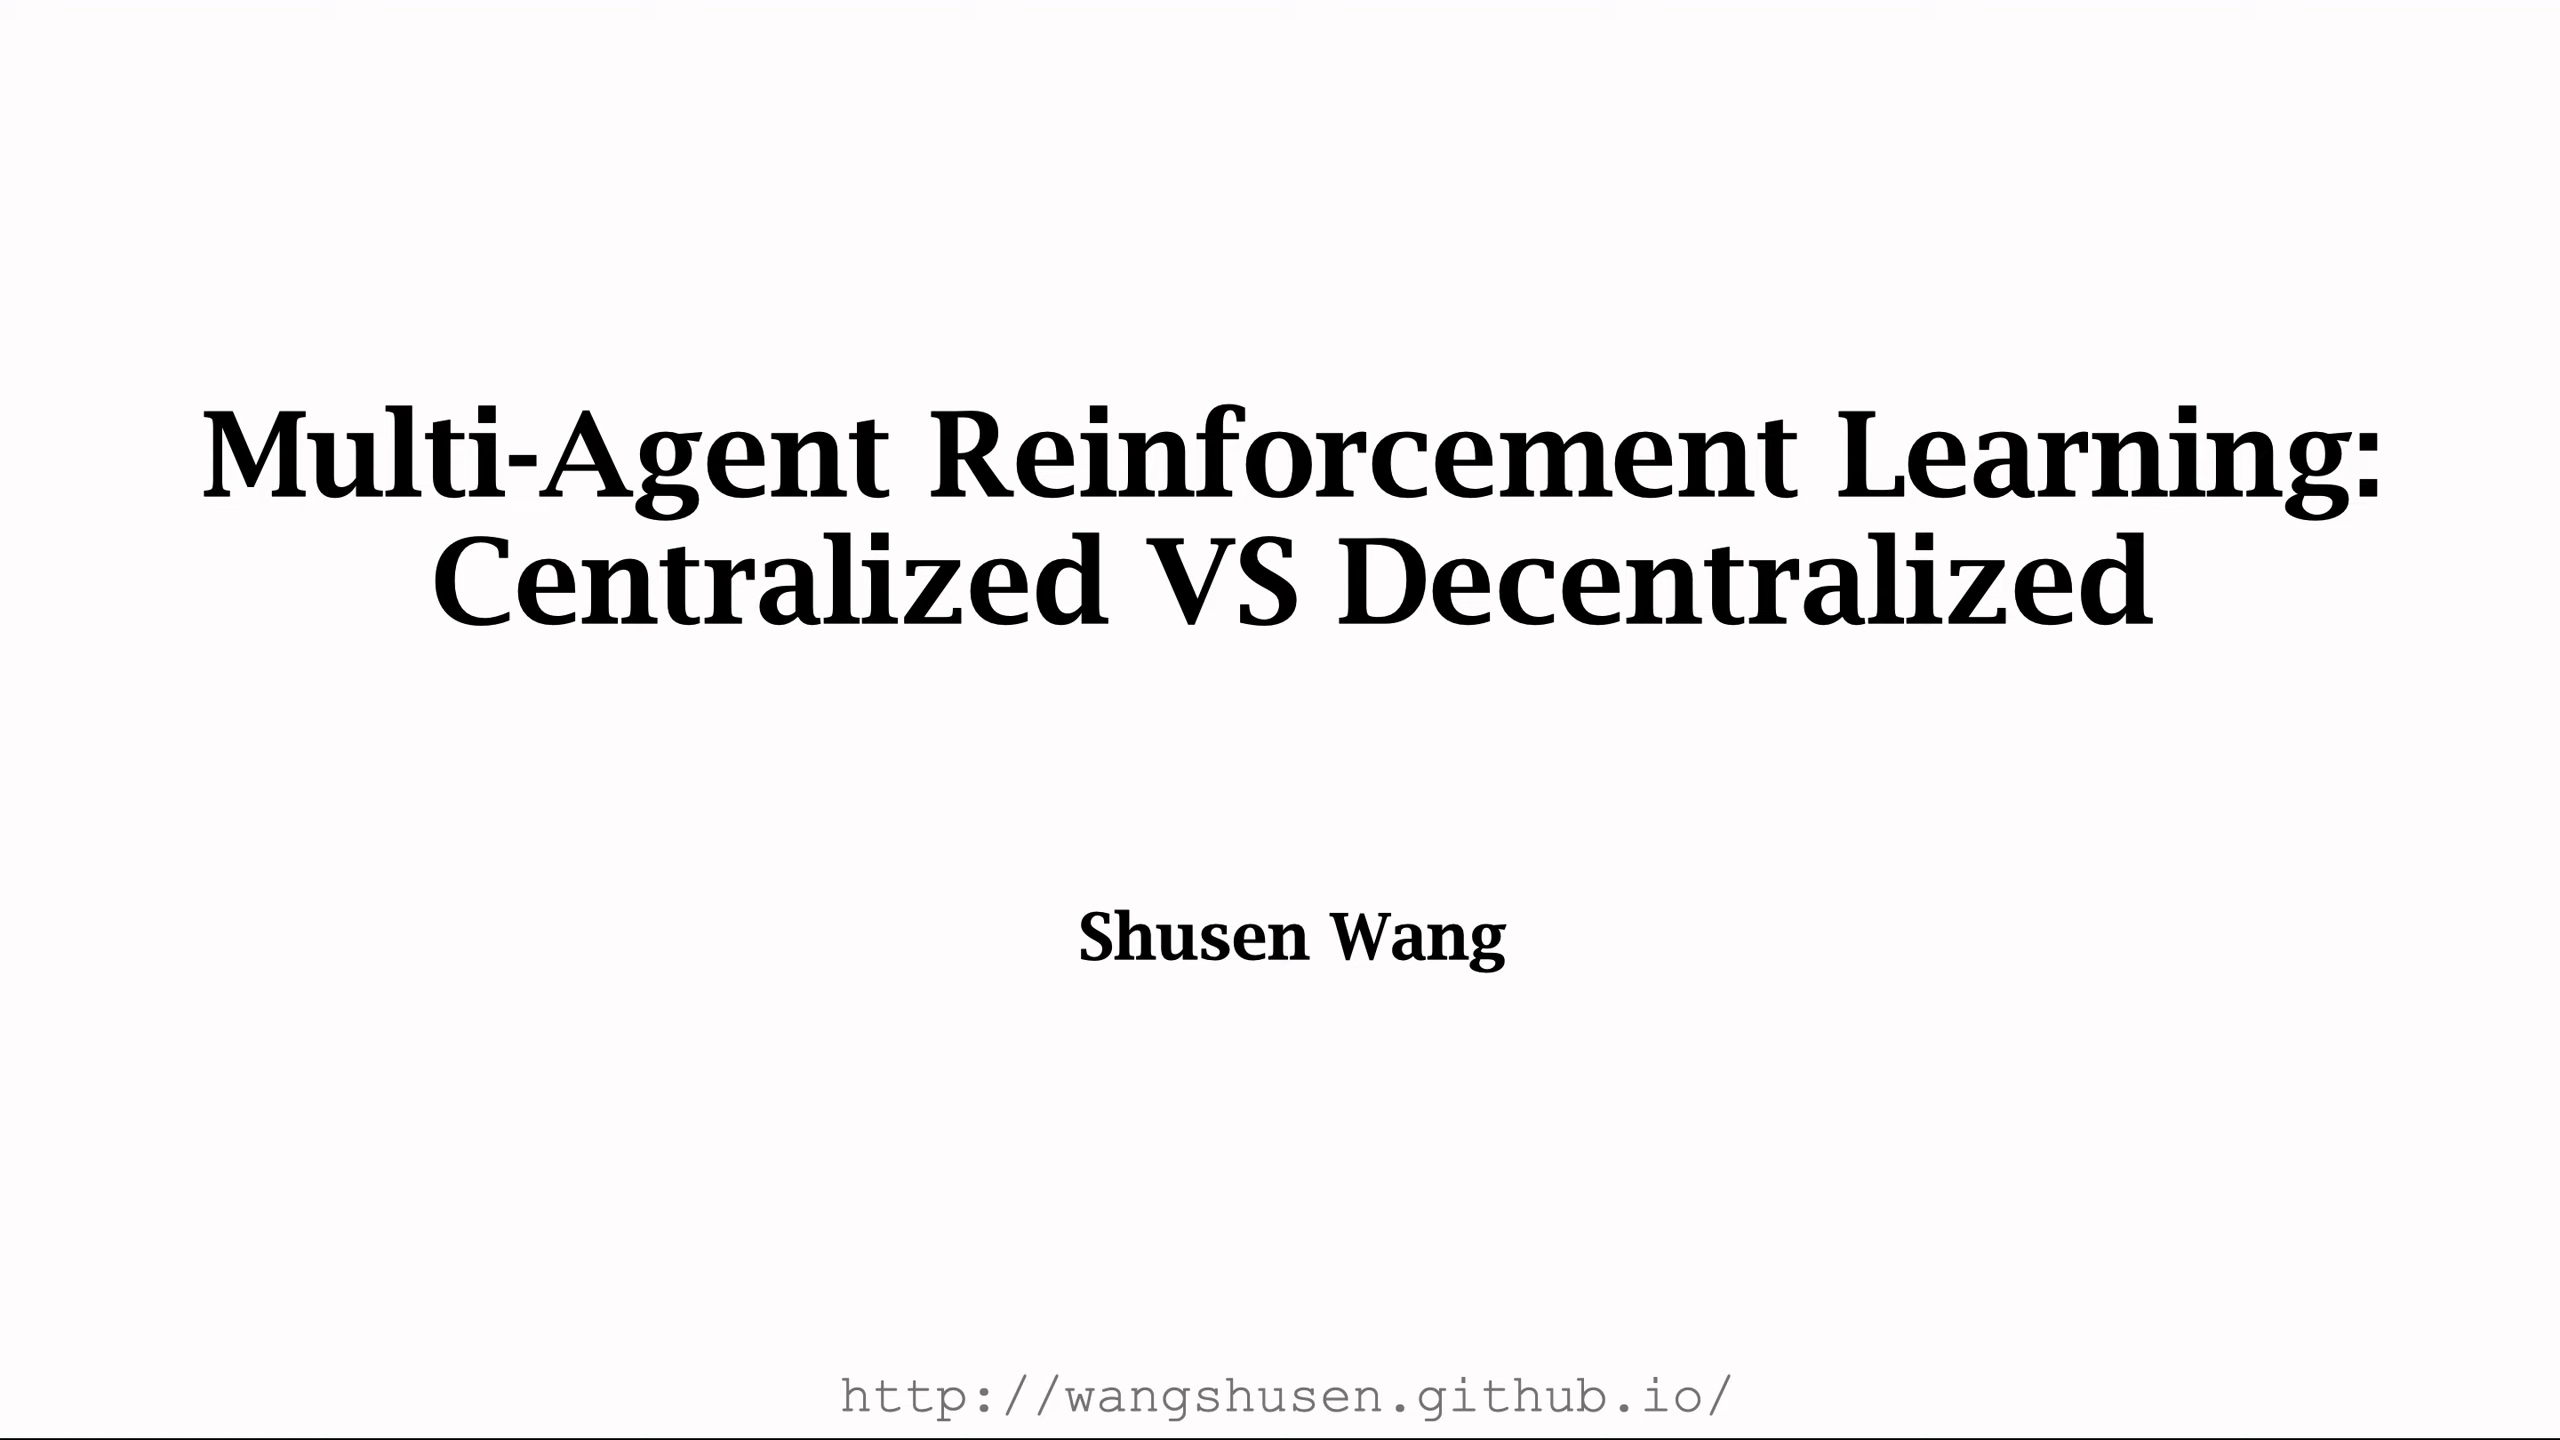 Multi-Agent Reinforcement Learning:
Centralized VS Decentralized
Shusen Wang
http://wangshusen.github.io/